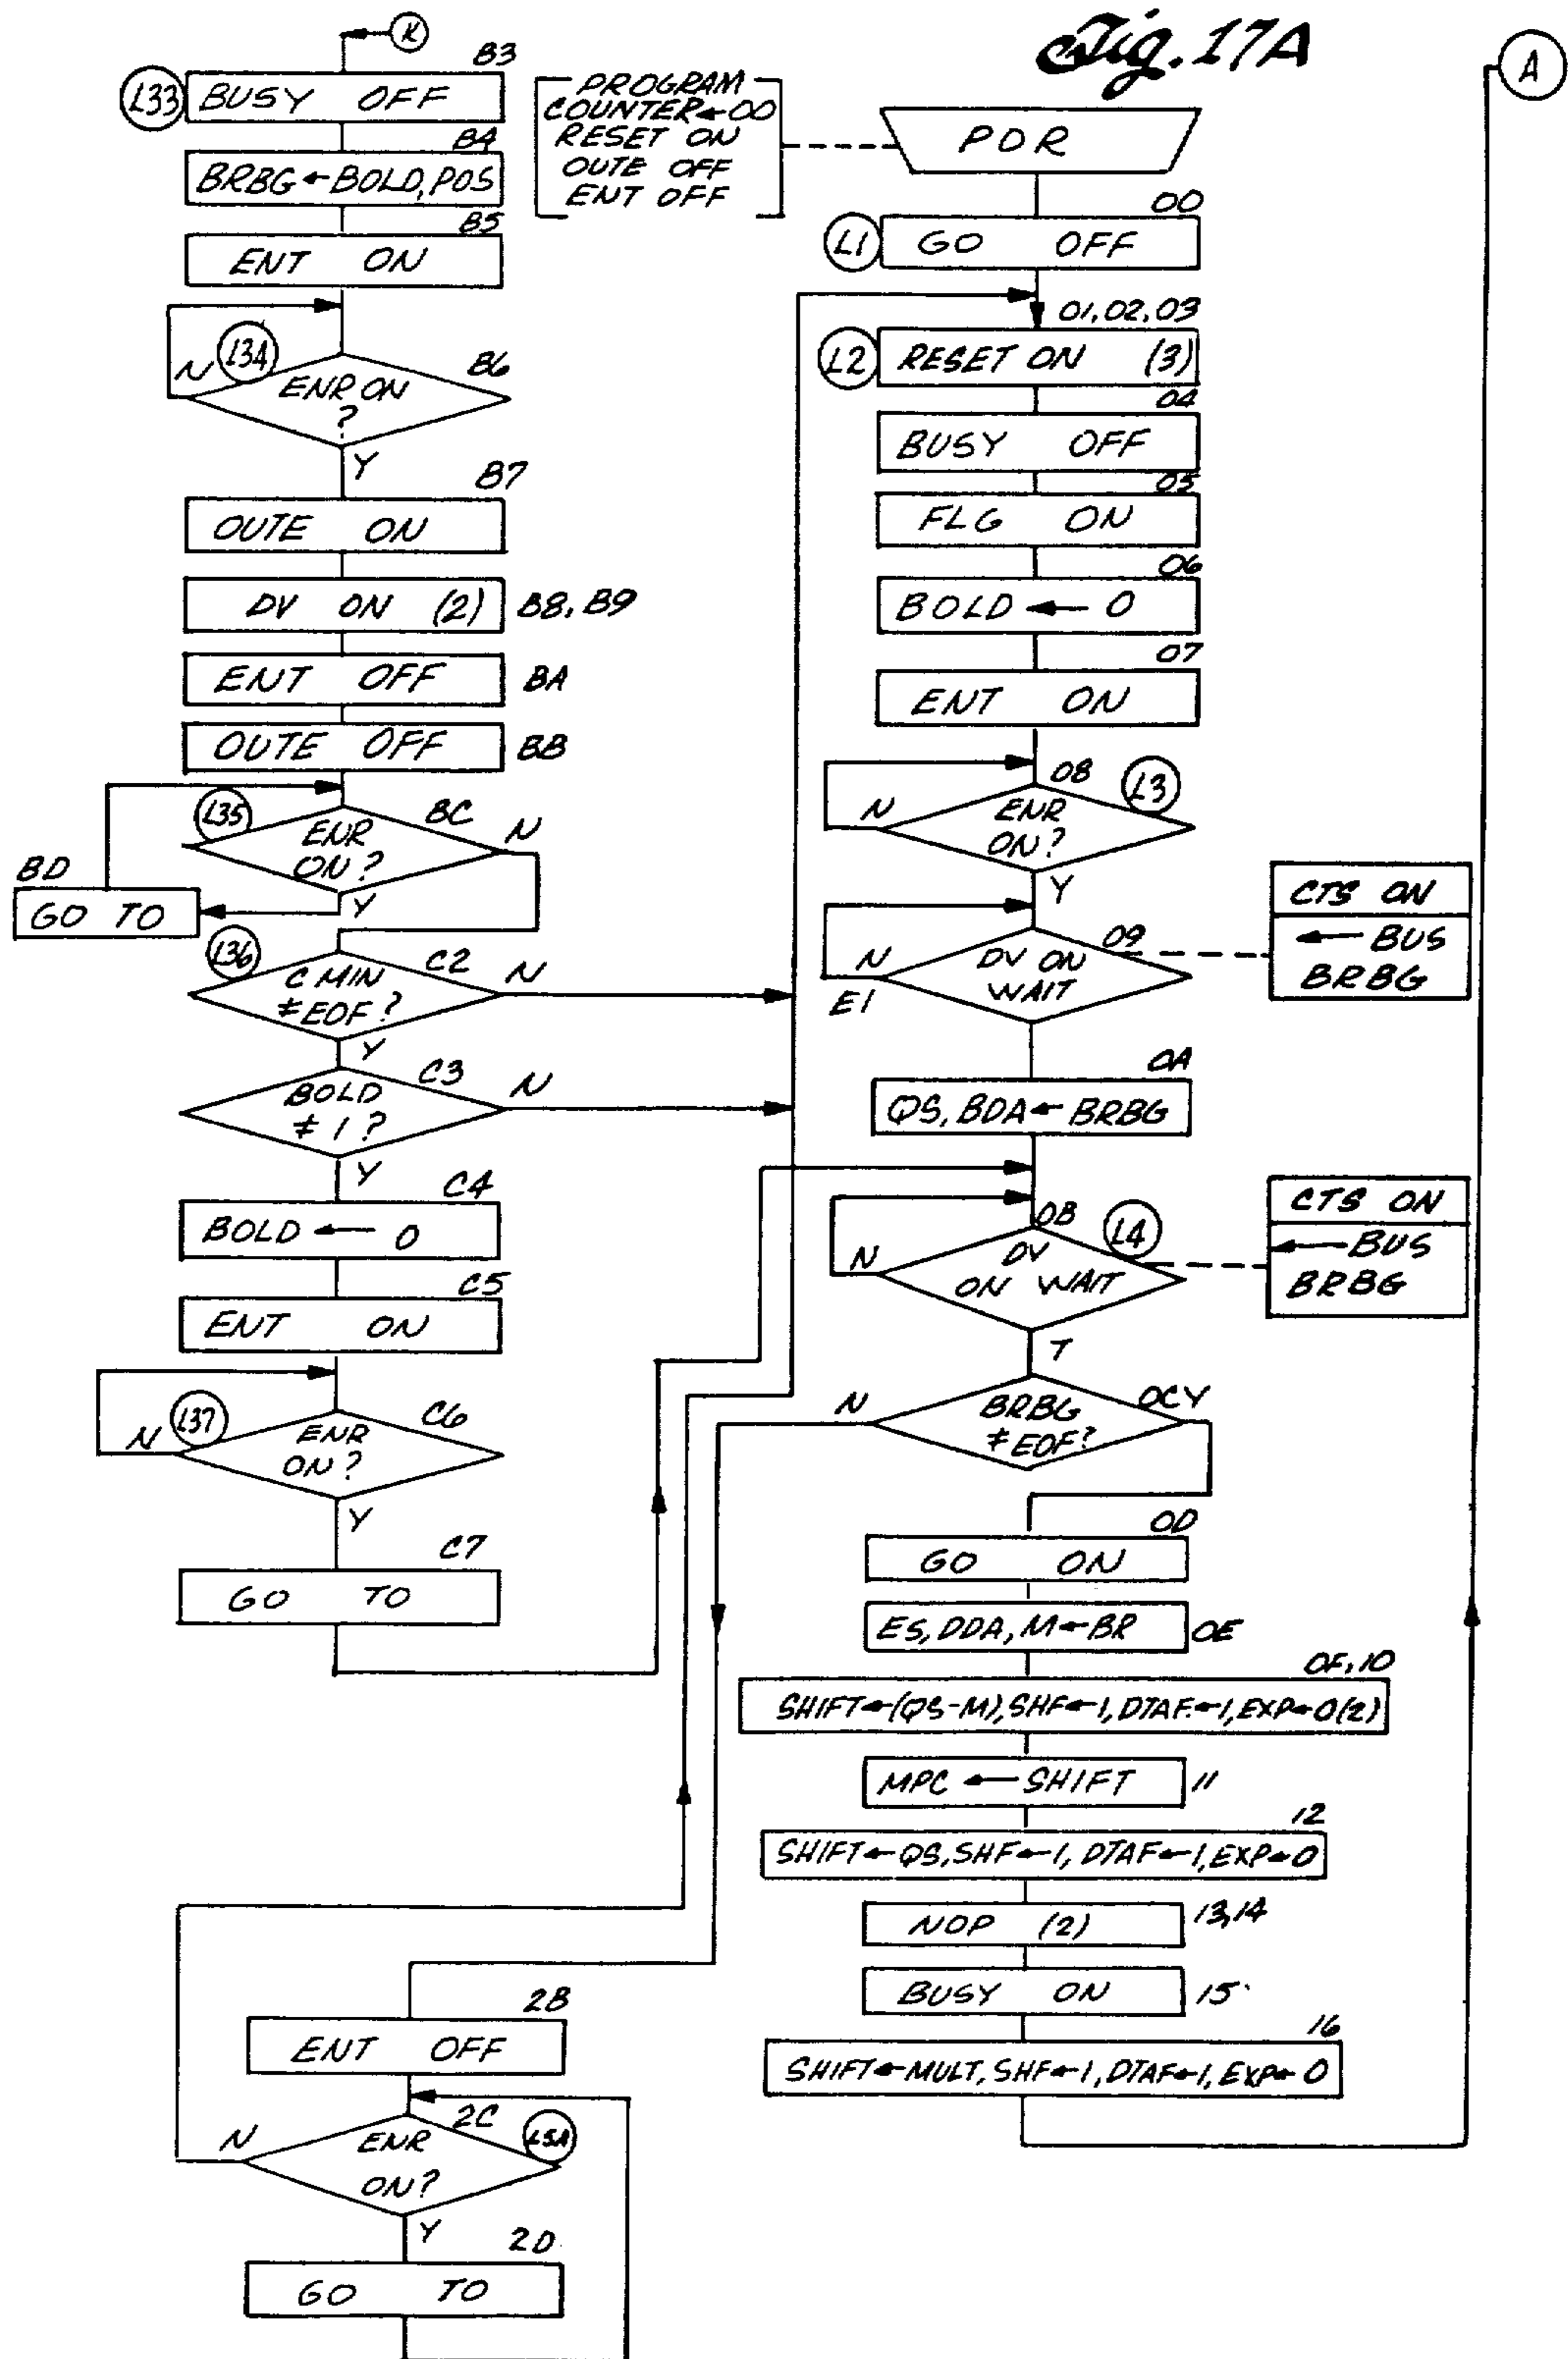 Fig. 17A
K
B3
L33
BUSY OFF
B4
BRBG ← BOLD, POS
B5
ENT ON
L34
N
ENR ON
?
B6
Y
B7
OUTE ON
DV ON (2)
B8, B9
ENT OFF
BA
OUTE OFF
BB
L35
BC
ENR
ON?
N
BD
GO TO
Y
L36
C MIN
≠ EOF?
C2
N
Y
C3
BOLD
≠ 1?
N
Y
C4
BOLD ← 0
C5
ENT ON
L37
C6
N
ENR
ON?
Y
C7
GO TO
2B
ENT OFF
2C
N
ENR
ON?
L5A
Y
2D
GO TO
PROGRAM
COUNTER ← 00
RESET ON
OUTE OFF
ENT OFF
POR
00
L1
GO OFF
01, 02, 03
L2
RESET ON (3)
04
BUSY OFF
05
FLG ON
06
BOLD ← 0
07
ENT ON
08
L3
N
ENR
ON?
Y
09
N
DV ON
WAIT
E1
CTS ON
← BUS
BRBG
0A
QS, BDA ← BRBG
0B
L4
N
DV
ON WAIT
CTS ON
← BUS
BRBG
T
N
BRBG
≠ EOF?
0C Y
0D
GO ON
ES, DDA, M ← BR
0E
0F, 10
SHIFT ← (QS-M), SHF ← 1, DTAF ← 1, EXP ← 0 (2)
MPC ← SHIFT
11
12
SHIFT ← QS, SHF ← 1, DTAF ← 1, EXP ← 0
NOP (2)
13, 14
BUSY ON
15
16
SHIFT ← MULT, SHF ← 1, DTAF ← 1, EXP ← 0
A